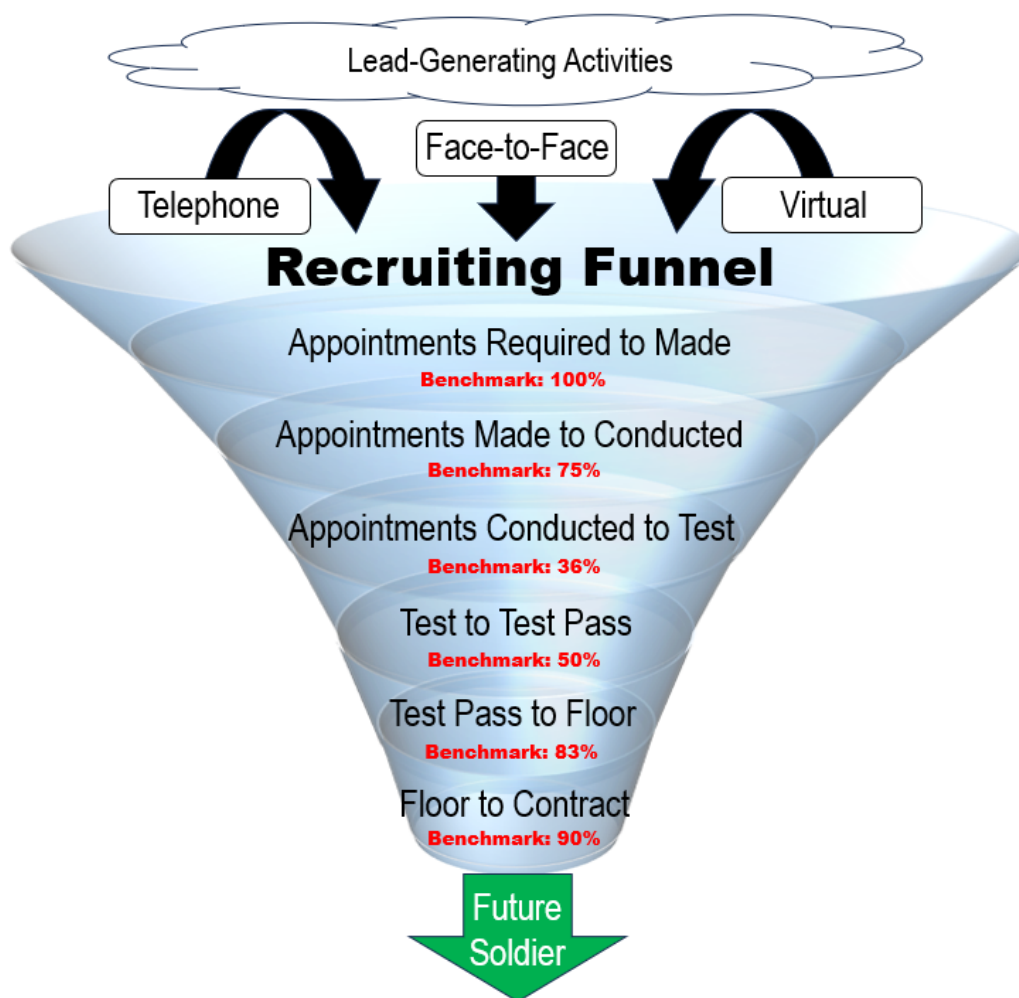 Lead-Generating Activities
Face-to-Face
Telephone
Virtual
Recruiting Funnel
Appointments Required to Made
Benchmark: 100%
Appointments Made to Conducted
Benchmark: 75%
Appointments Conducted to Test
Benchmark: 36%
Test to Test Pass
Benchmark: 50%
Test Pass to Floor
Benchmark: 83%
Floor to Contract
Benchmark: 90%
Future
Soldier